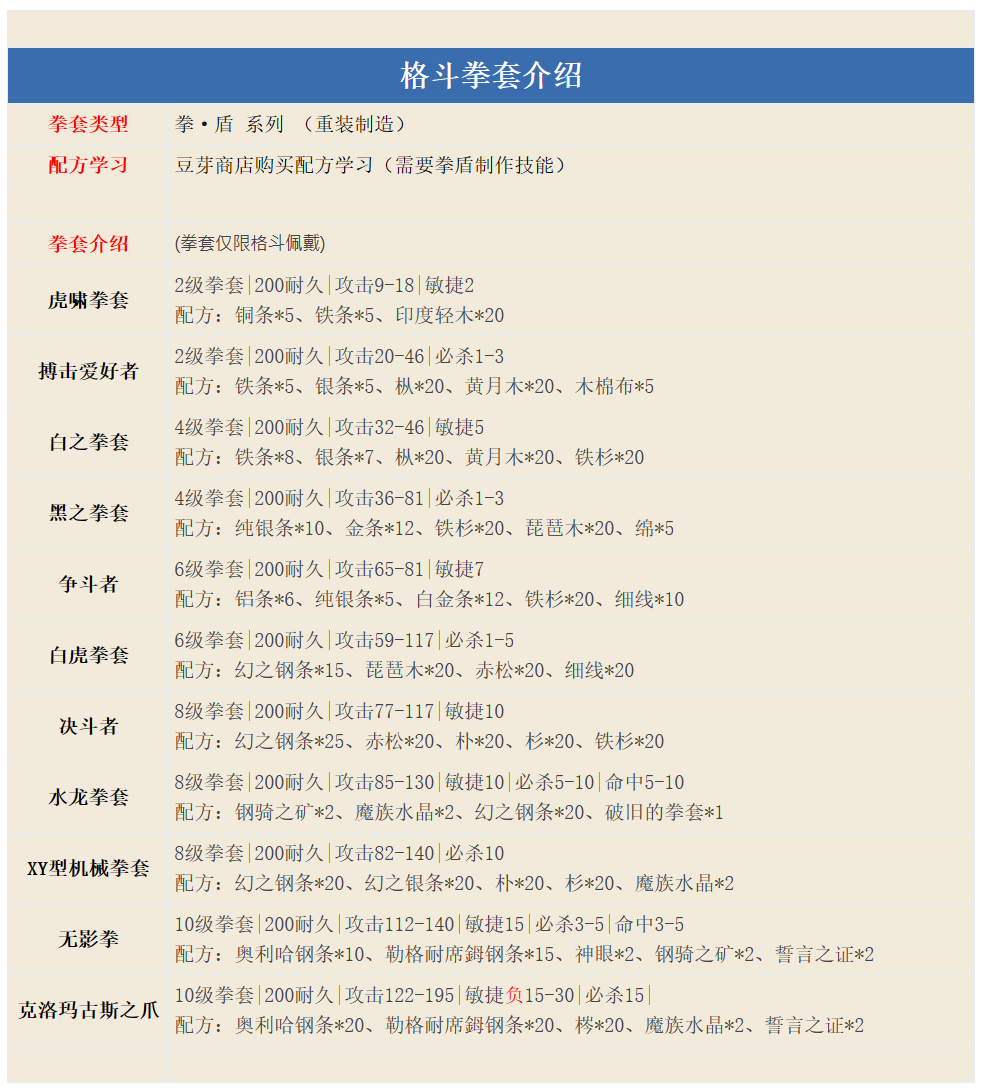 格斗拳套介绍
拳套类型 拳·盾 系列 （重装制造）
配方学习 豆芽商店购买配方学习（需要拳盾制作技能）
拳套介绍 (拳套仅限格斗佩戴)
虎啸拳套
2级拳套|200耐久|攻击9-18|敏捷2
配方：铜条*5、铁条*5、印度轻木*20
搏击爱好者
2级拳套|200耐久|攻击20-46|必杀1-3
配方：铁条*5、银条*5、枞*20、黄月木*20、木棉布*5
白之拳套
4级拳套|200耐久|攻击32-46|敏捷5
配方：铁条*8、银条*7、枞*20、黄月木*20、铁杉*20
黑之拳套
4级拳套|200耐久|攻击36-81|必杀1-3
配方：纯银条*10、金条*12、铁杉*20、琵琶木*20、绵*5
争斗者
6级拳套|200耐久|攻击65-81|敏捷7
配方：铝条*6、纯银条*5、白金条*12、铁杉*20、细线*10
白虎拳套
6级拳套|200耐久|攻击59-117|必杀1-5
配方：幻之钢条*15、琵琶木*20、赤松*20、细线*20
决斗者
8级拳套|200耐久|攻击77-117|敏捷10
配方：幻之钢条*25、赤松*20、朴*20、杉*20、铁杉*20
水龙拳套
8级拳套|200耐久|攻击85-130|敏捷10|必杀5-10|命中5-10
配方：钢骑之矿*2、魔族水晶*2、幻之钢条*20、破旧的拳套*1
XY型机械拳套
8级拳套|200耐久|攻击82-140|必杀10
配方：幻之钢条*20、幻之银条*20、朴*20、杉*20、魔族水晶*2
无影拳
10级拳套|200耐久|攻击112-140|敏捷15|必杀3-5|命中3-5
配方：奥利哈钢条*10、勒格耐席鉧钢条*15、神眼*2、钢骑之矿*2、誓言之证*2
克洛玛古斯之爪
10级拳套|200耐久|攻击122-195|敏捷负15-30|必杀15|
配方：奥利哈钢条*20、勒格耐席鉧钢条*20、梣*20、魔族水晶*2、誓言之证*2